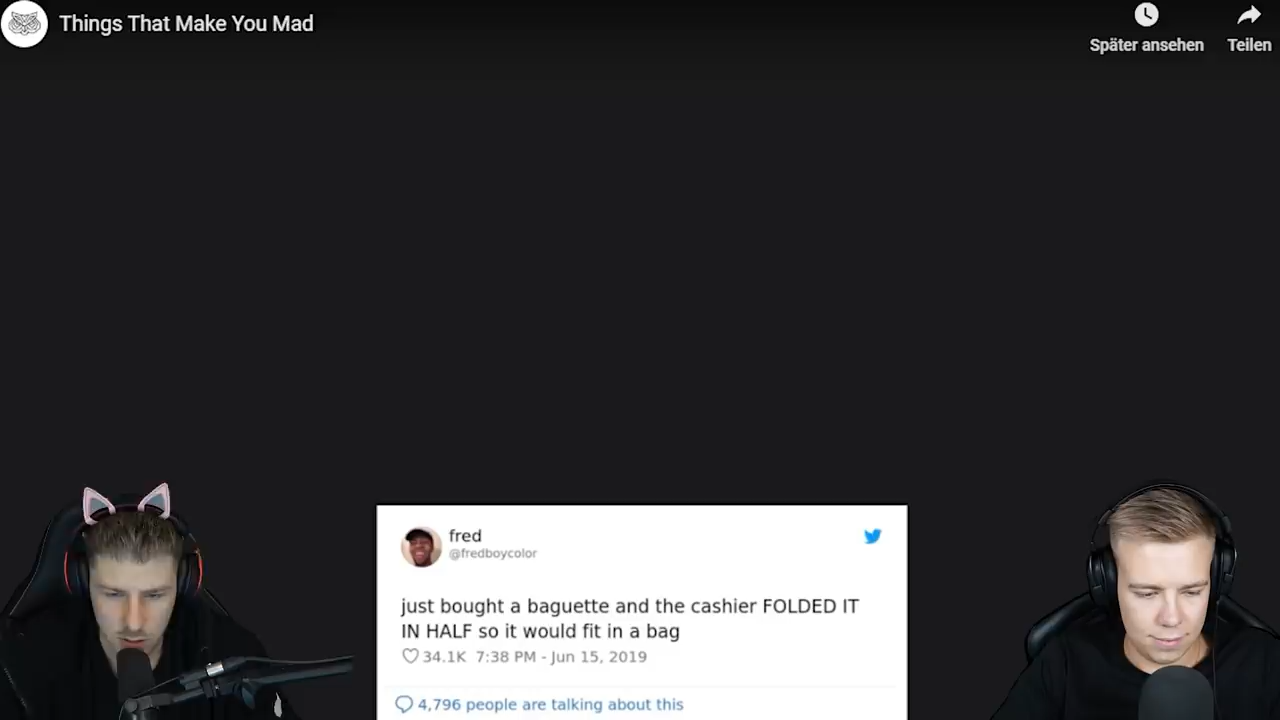 Things That Make You Mad
Später ansehen
Teilen
fred
@fredboycolor
just bought a baguette and the cashier FOLDED IT
IN HALF so it would fit in a bag
34.1K 7:38 PM - Jun 15, 2019
4,796 people are talking about this